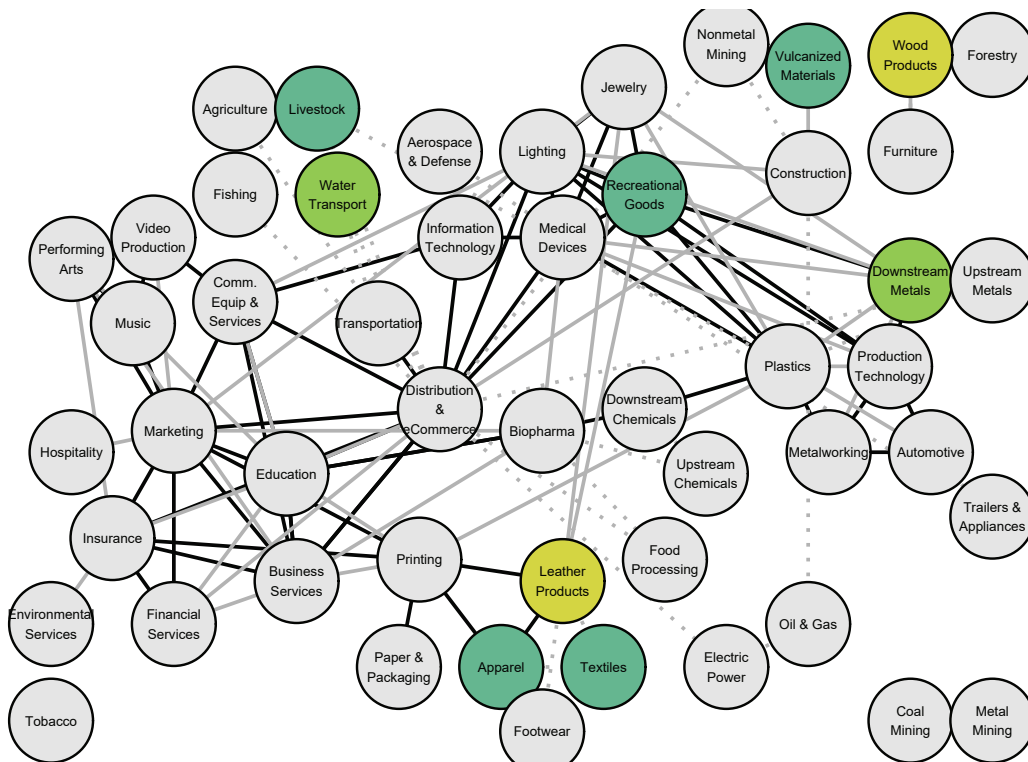 Nonmetal
Mining
Vulcanized
Materials
Wood
Products
Forestry
Jewelry
Agriculture
Livestock
Aerospace
& Defense
Lighting
Construction
Furniture
Fishing
Water
Transport
Recreational
Goods
Video
Production
Performing
Arts
Information
Technology
Medical
Devices
Comm.
Equip &
Services
Downstream
Metals
Upstream
Metals
Music
Transportation
Plastics
Production
Technology
Distribution
&
eCommerce
Downstream
Chemicals
Hospitality
Marketing
Biopharma
Metalworking
Automotive
Education
Upstream
Chemicals
Trailers &
Appliances
Insurance
Printing
Food
Processing
Business
Services
Leather
Products
Environmental
Services
Financial
Services
Oil & Gas
Paper &
Packaging
Apparel
Textiles
Electric
Power
Tobacco
Footwear
Coal
Mining
Metal
Mining